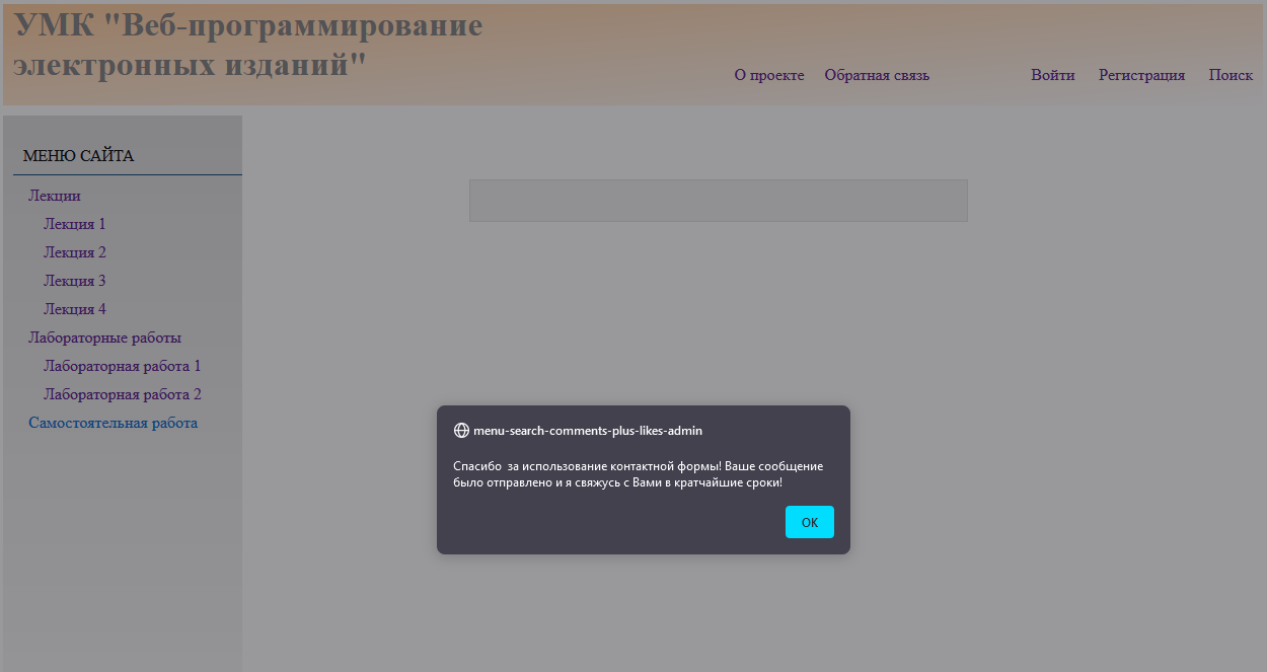 УМК "Веб-программирование
электронных изданий"
О проекте Обратная связь Войти Регистрация Поиск
МЕНЮ САЙТА
Лекции
Лекция 1
Лекция 2
Лекция 3
Лекция 4
Лабораторные работы
Лабораторная работа 1
Лабораторная работа 2
Самостоятельная работа
menu-search-comments-plus-likes-admin
Спасибо за использование контактной формы! Ваше сообщение
было отправлено и я свяжусь с Вами в кратчайшие сроки!
OK